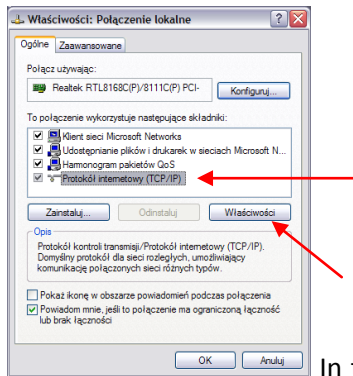 Właściwości: Połączenie lokalne
Ogólne Zaawansowane
Połącz używając:
Realtek RTL8168C(P)/8111C(P) PCI-
Konfiguruj...
To połączenie wykorzystuje następujące składniki:
Klient sieci Microsoft Networks
Udostępnianie plików i drukarek w sieciach Microsoft N...
Harmonogram pakietów QoS
Protokół internetowy (TCP/IP)
Zainstaluj... Odinstaluj Właściwości
Opis
Protokół kontroli transmisji/Protokół internetowy (TCP/IP).
Domyślny protokół dla sieci rozległych, umożliwiający
komunikację połączonych sieci różnych typów.
Pokaż ikonę w obszarze powiadomień podczas połączenia
Powiadom mnie, jeśli to połączenie ma ograniczoną łączność
lub brak łączności
OK Anuluj
In